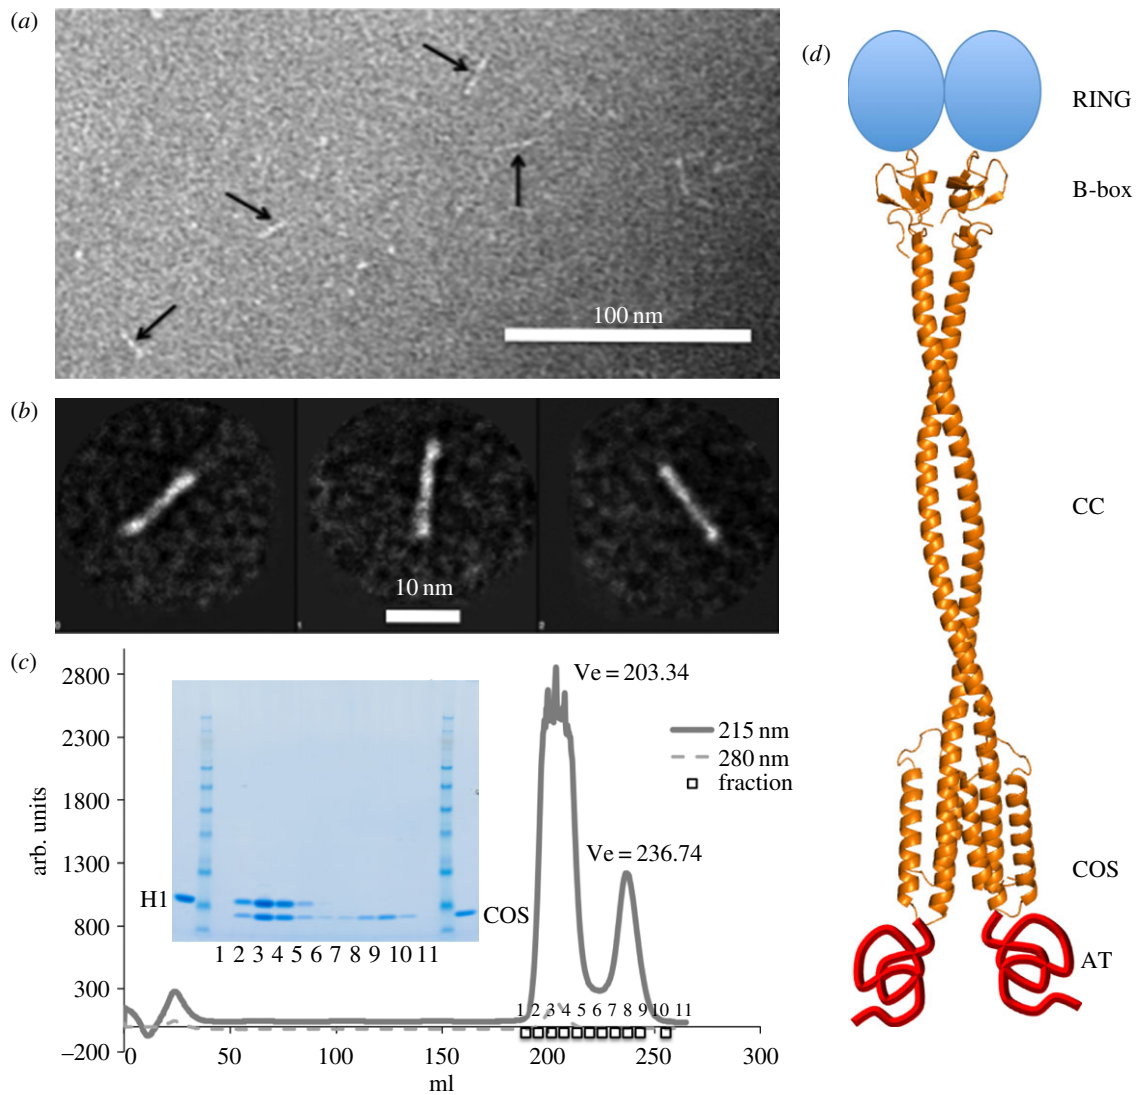 (a)
100 nm
(b)
10 nm
0
1
2
(c)
2800
2300
1800
1300
800
300
–200
arb. units
0
50
100
150
200
250
300
ml
Ve = 203.34
215 nm
280 nm
fraction
Ve = 236.74
H1
COS
1 2 3 4 5 6 7 8 9 10 11
1 2 3 4 5 6 7 8 9 10 11
(d)
RING
B-box
CC
COS
AT